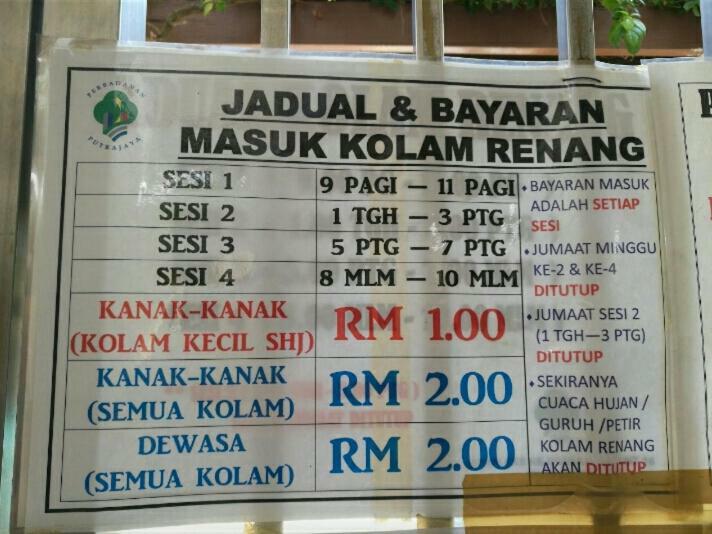 PERBADANAN
PUTRAJAYA
JADUAL & BAYARAN
MASUK KOLAM RENANG
SESI 1 9 PAGI — 11 PAGI
SESI 2 1 TGH — 3 PTG
SESI 3 5 PTG — 7 PTG
SESI 4 8 MLM — 10 MLM
KANAK-KANAK
(KOLAM KECIL SHJ)
RM 1.00
KANAK-KANAK
(SEMUA KOLAM)
RM 2.00
DEWASA
(SEMUA KOLAM)
RM 2.00
BAYARAN MASUK
ADALAH SETIAP
SESI
JUMAAT MINGGU
KE-2 & KE-4
DITUTUP
JUMAAT SESI 2
(1 TGH—3 PTG)
DITUTUP
SEKIRANYA
CUACA HUJAN /
GURUH /PETIR
KOLAM RENANG
AKAN DITUTUP